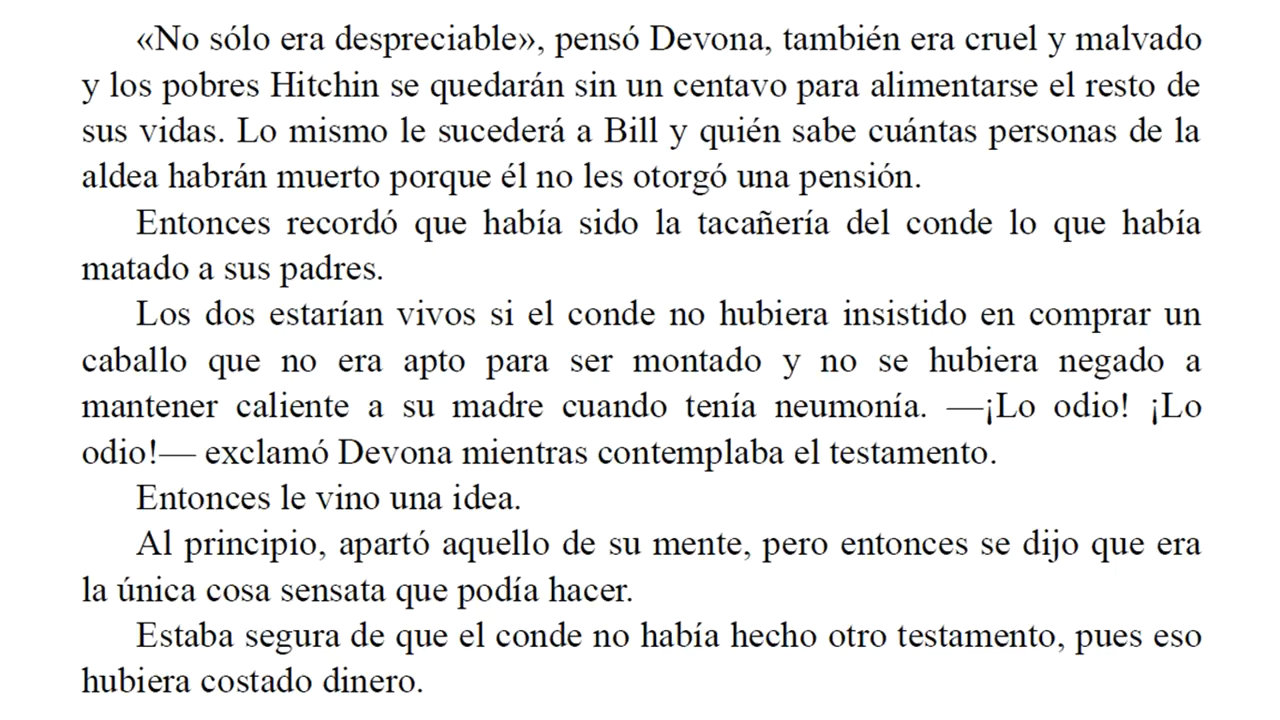 «No sólo era despreciable», pensó Devona, también era cruel y malvado
y los pobres Hitchin se quedarán sin un centavo para alimentarse el resto de
sus vidas. Lo mismo le sucederá a Bill y quién sabe cuántas personas de la
aldea habrán muerto porque él no les otorgó una pensión.
Entonces recordó que había sido la tacañería del conde lo que había
matado a sus padres.
Los dos estarían vivos si el conde no hubiera insistido en comprar un
caballo que no era apto para ser montado y no se hubiera negado a
mantener caliente a su madre cuando tenía neumonía. —¡Lo odio! ¡Lo
odio!— exclamó Devona mientras contemplaba el testamento.
Entonces le vino una idea.
Al principio, apartó aquello de su mente, pero entonces se dijo que era
la única cosa sensata que podía hacer.
Estaba segura de que el conde no había hecho otro testamento, pues eso
hubiera costado dinero.